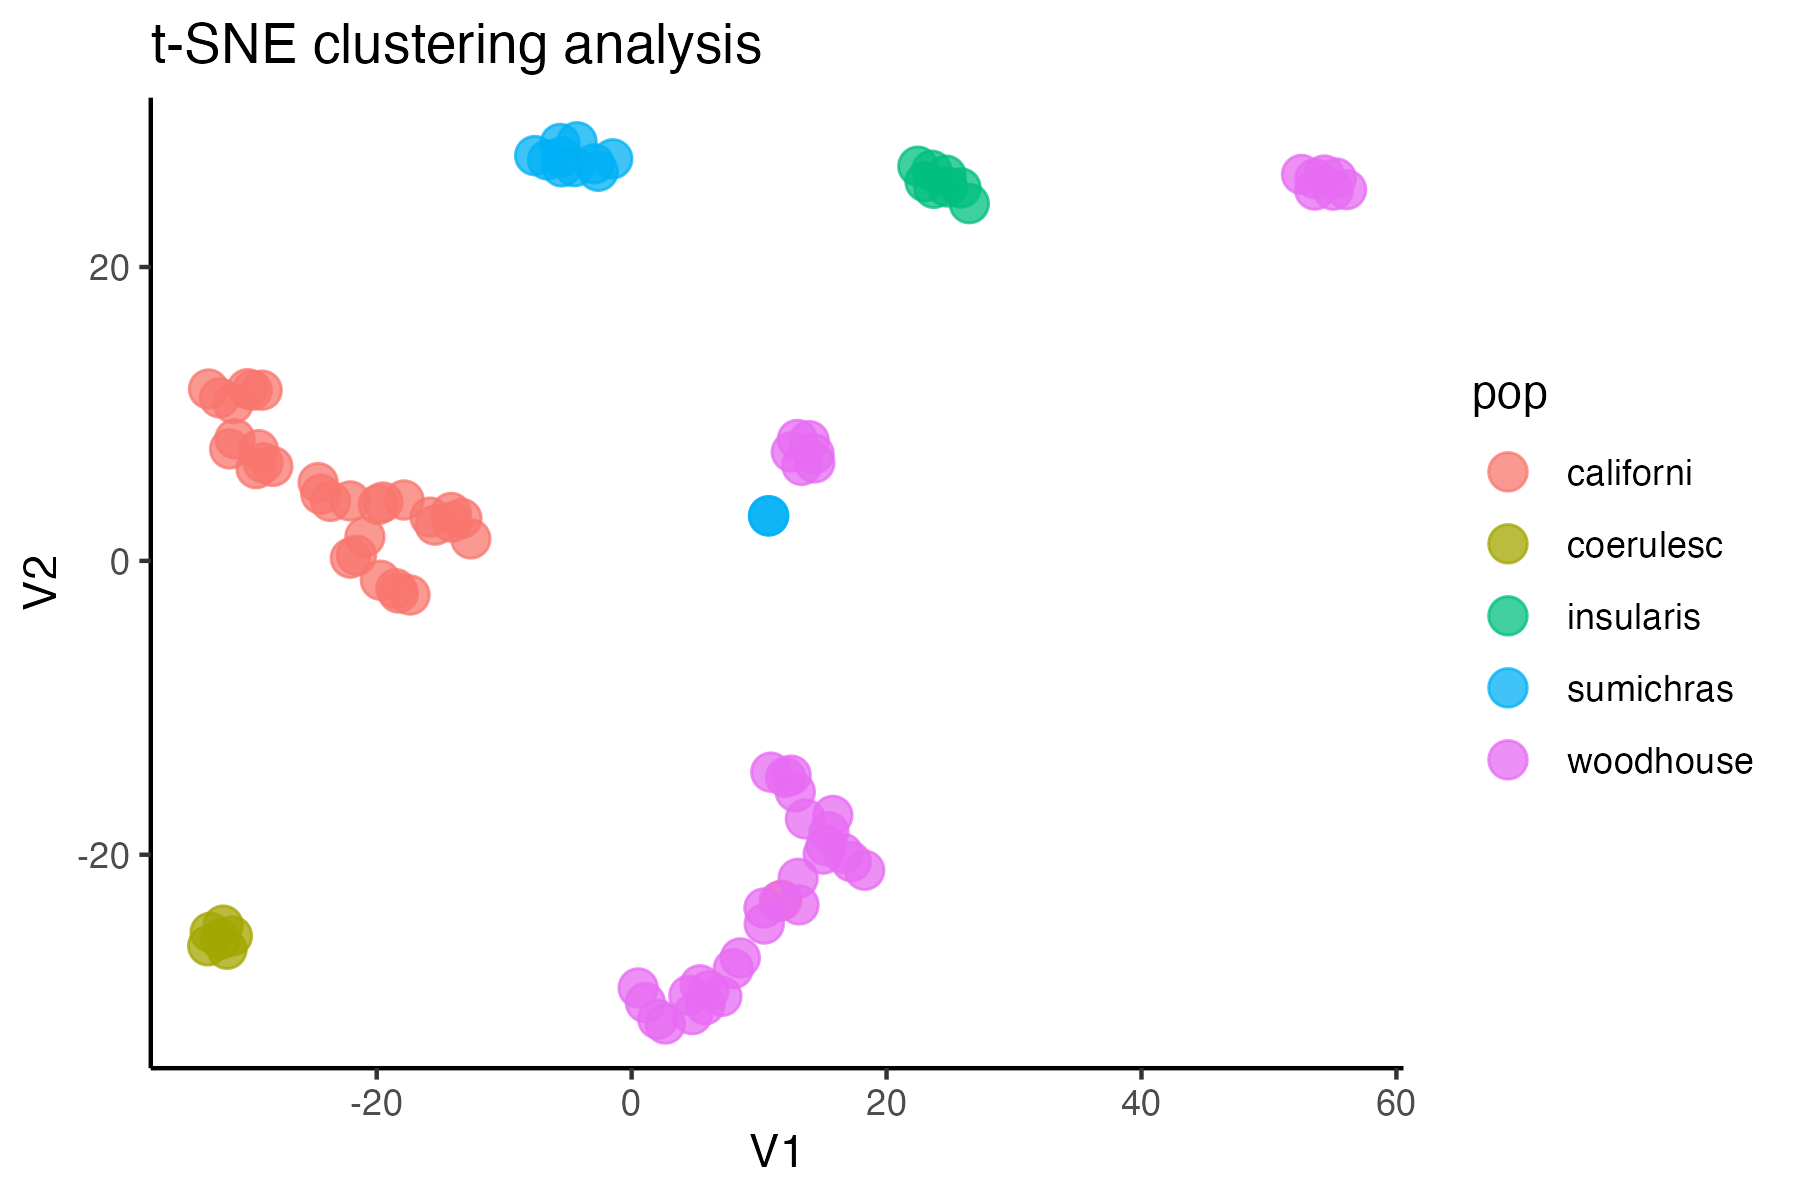 t-SNE clustering analysis
20
0
-20
V2
-20
0
20
40
60
V1
pop
californi
coerulesc
insularis
sumichras
woodhouse